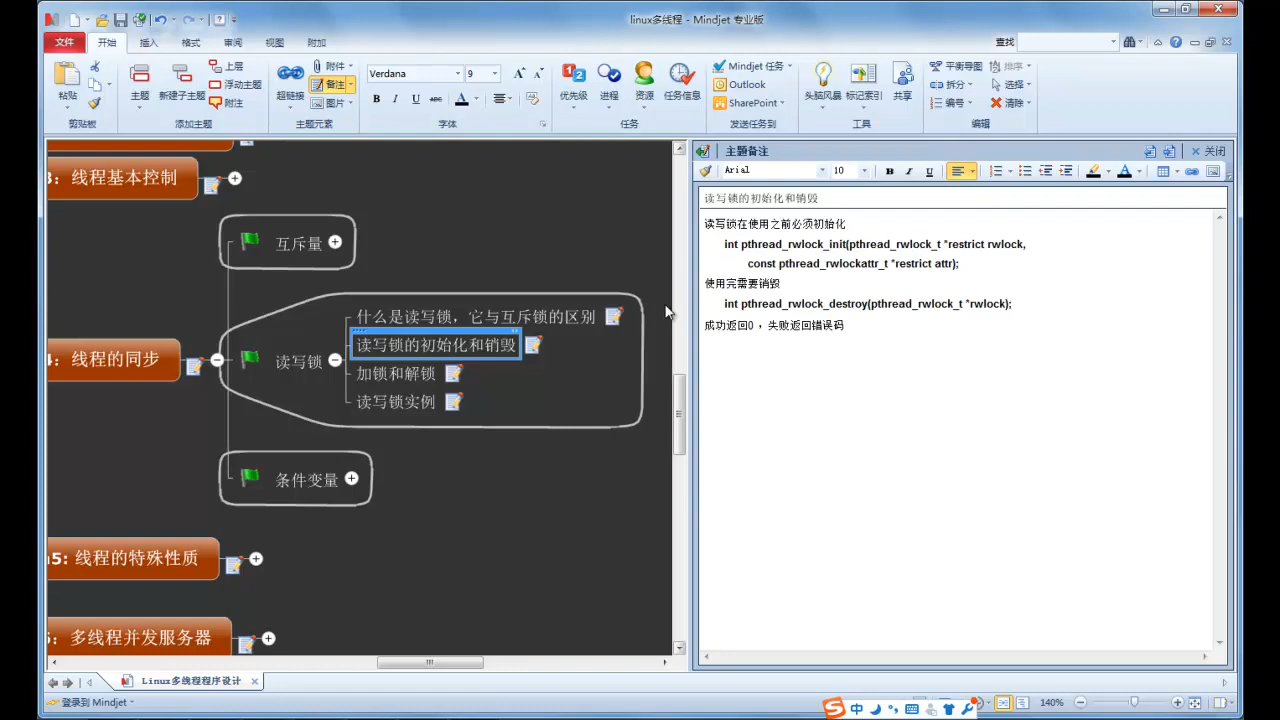 linux多线程 - Mindjet 专业版
文件 开始 插入 格式 审阅 视图 附加 查找
粘贴 主题 新建子主题 上层 浮动主题 附注
超链接 附件 备注 图片
Verdana 9
B I U abc A
优先级 进程 资源 任务信息
Mindjet 任务
Outlook
SharePoint
头脑风暴 标记索引 共享
平衡导图 排序
拆分 选择
编号 清除
剪贴板 添加主题 主题元素 字体 任务 发送任务到 工具 编辑
3: 线程基本控制
互斥量
什么是读写锁，它与互斥锁的区别
读写锁的初始化和销毁
4: 线程的同步
读写锁
加锁和解锁
读写锁实例
条件变量
5: 线程的特殊性质
多线程并发服务器
主题备注 关闭
Arial 10 B I U
读写锁的初始化和销毁
读写锁在使用之前必须初始化
int pthread_rwlock_init(pthread_rwlock_t *restrict rwlock,
const pthread_rwlockattr_t *restrict attr);
使用完需要销毁
int pthread_rwlock_destroy(pthread_rwlock_t *rwlock);
成功返回0 ，失败返回错误码
Linux多线程程序设计
登录到 Mindjet
中
140%